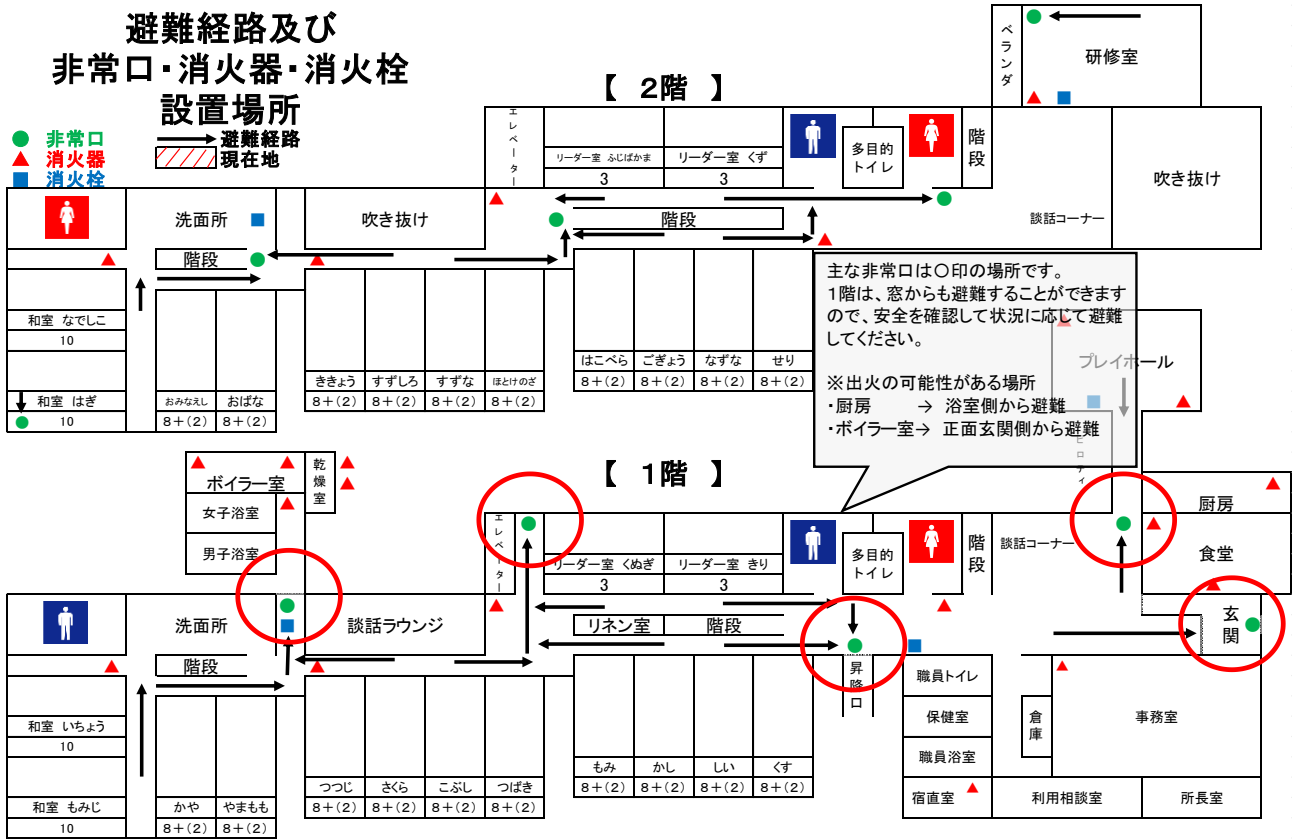 避難経路及び
非常口・消火器・消火栓
設置場所
非常口
消火器
消火栓
避難経路
現在地
【　２階　】
ベランダ
研修室
エレベーター
リーダー室 ふじばかま
3
リーダー室 くず
3
多目的
トイレ
階段
吹き抜け
談話コーナー
洗面所
吹き抜け
階段
階段
和室 なでしこ
10
和室 はぎ
10
おみなえし
8＋(2)
おばな
8＋(2)
ききょう
8＋(2)
すずしろ
8＋(2)
すずな
8＋(2)
ほとけのざ
8＋(2)
はこべら
8＋(2)
ごぎょう
8＋(2)
なずな
8＋(2)
せり
8＋(2)
主な非常口は〇印の場所です。
１階は、窓からも避難することができます
ので、安全を確認して状況に応じて避難
してください。
※出火の可能性がある場所
・厨房　　　→　浴室側から避難
・ボイラー室→　正面玄関側から避難
プレイホール
ピロティ
【　１階　】
ボイラー室
乾燥室
女子浴室
男子浴室
エレベーター
リーダー室 くぬぎ
3
リーダー室 きり
3
多目的
トイレ
階段
談話コーナー
厨房
食堂
玄関
洗面所
談話ラウンジ
リネン室
階段
階段
昇降口
職員トイレ
保健室
職員浴室
宿直室
倉庫
事務室
利用相談室
所長室
和室 いちょう
10
和室 もみじ
10
かや
8＋(2)
やまもも
8＋(2)
つつじ
8＋(2)
さくら
8＋(2)
こぶし
8＋(2)
つばき
8＋(2)
もみ
8＋(2)
かし
8＋(2)
しい
8＋(2)
くす
8＋(2)